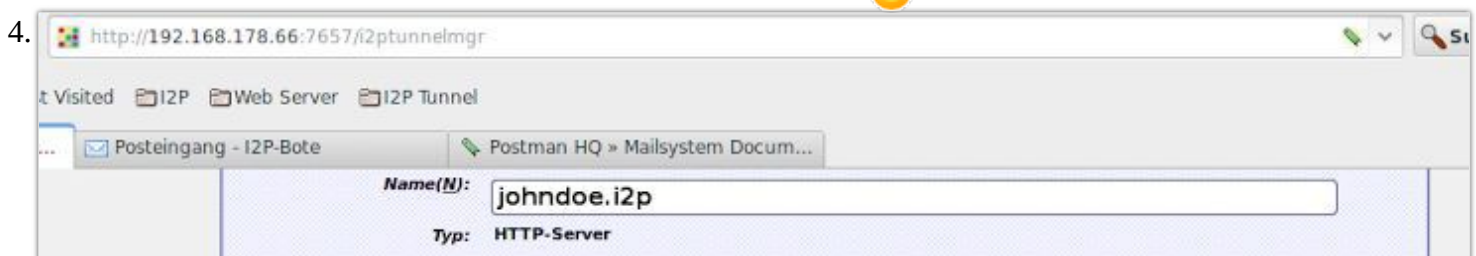 4. http://192.168.178.66:7657/i2ptunnelmgr
t Visited I2P Web Server I2P Tunnel
... Posteingang - I2P-Bote Postman HQ » Mailsystem Docum...
Name(N): johndoe.i2p
Typ: HTTP-Server